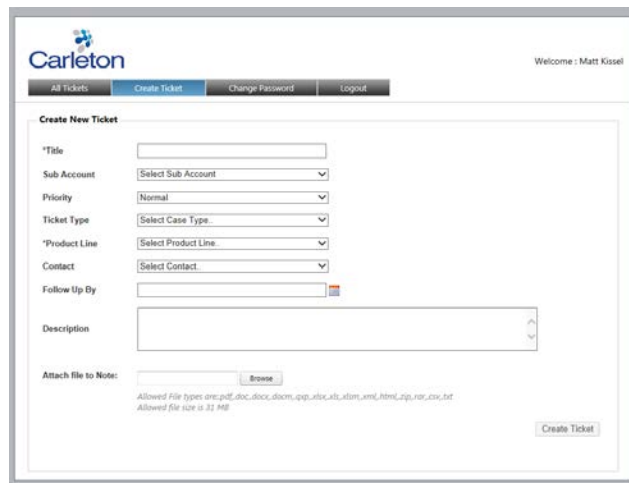 Carleton
Welcome : Matt Kissel
All Tickets Create Ticket Change Password Logout
Create New Ticket
*Title
Sub Account Select Sub Account
Priority Normal
Ticket Type Select Case Type..
*Product Line Select Product Line..
Contact Select Contact..
Follow Up By
Description
Attach file to Note: Browse
Allowed File types are:pdf,.doc,.docx,.docm,.qxp,.xlsx,.xls,.xlsm,.xml,.html,.zip,.rar,.csv,.txt
Allowed file size is 31 MB
Create Ticket